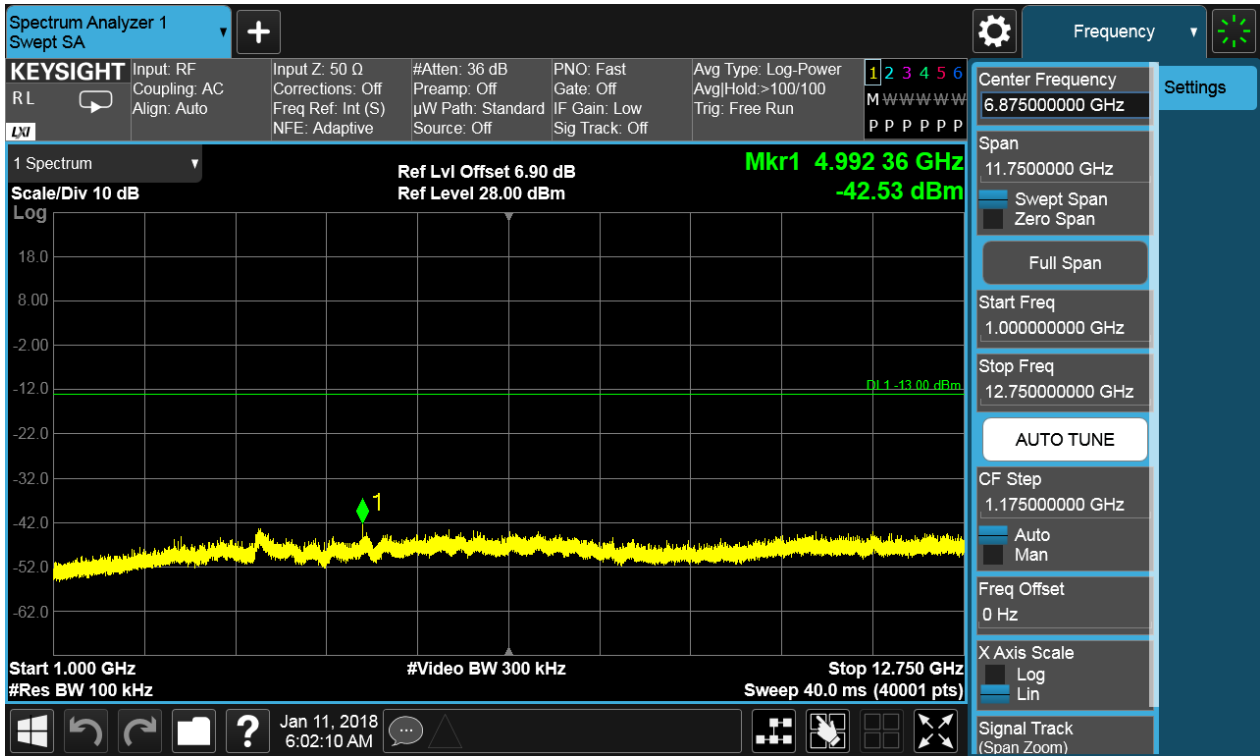 Spectrum Analyzer 1
Swept SA
+
Frequency
KEYSIGHT
R L
LXI
Input: RF
Coupling: AC
Align: Auto
Input Z: 50 Ω
Corrections: Off
Freq Ref: Int (S)
NFE: Adaptive
#Atten: 36 dB
Preamp: Off
µW Path: Standard
Source: Off
PNO: Fast
Gate: Off
IF Gain: Low
Sig Track: Off
Avg Type: Log-Power
Avg|Hold:>100/100
Trig: Free Run
1 2 3 4 5 6
M W W W W W
P P P P P P
1 Spectrum
Scale/Div 10 dB
Log
Ref Lvl Offset 6.90 dB
Ref Level 28.00 dBm
Mkr1 4.992 36 GHz
-42.53 dBm
18.0
8.00
-2.00
-12.0
-22.0
-32.0
-42.0
-52.0
-62.0
DL1 -13.00 dBm
1
Start 1.000 GHz
#Res BW 100 kHz
#Video BW 300 kHz
Stop 12.750 GHz
Sweep 40.0 ms (40001 pts)
Center Frequency
6.875000000 GHz
Settings
Span
11.7500000 GHz
Swept Span
Zero Span
Full Span
Start Freq
1.000000000 GHz
Stop Freq
12.750000000 GHz
AUTO TUNE
CF Step
1.175000000 GHz
Auto
Man
Freq Offset
0 Hz
X Axis Scale
Log
Lin
Signal Track
(Span Zoom)
?
Jan 11, 2018
6:02:10 AM